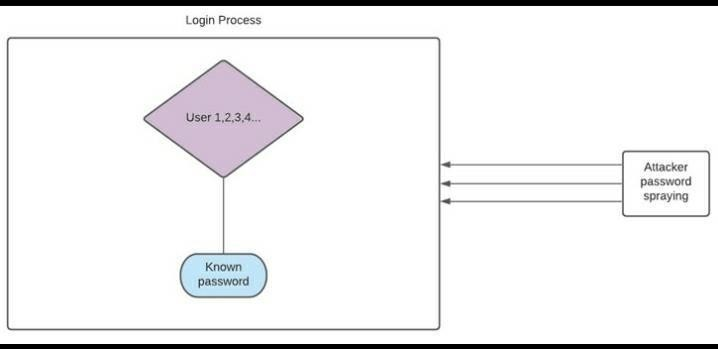 Login Process
User 1,2,3,4...
Known
password
Attacker
password
spraying